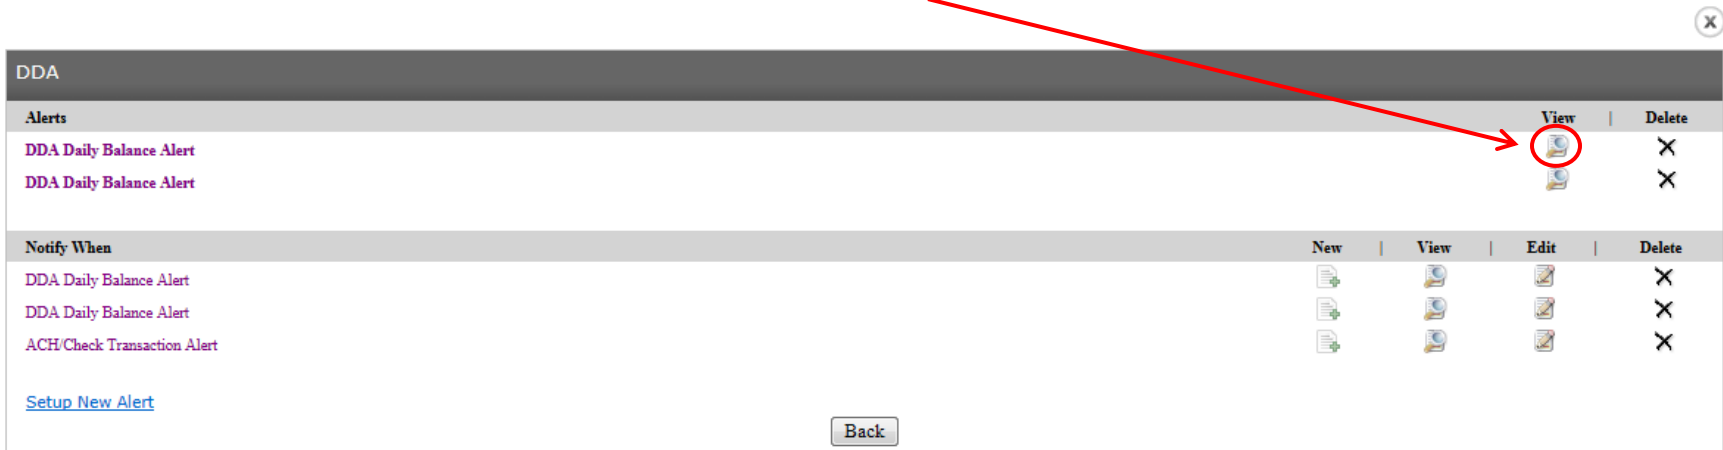 X
DDA
Alerts View | Delete
DDA Daily Balance Alert
DDA Daily Balance Alert
Notify When New | View | Edit | Delete
DDA Daily Balance Alert
DDA Daily Balance Alert
ACH/Check Transaction Alert
Setup New Alert
Back